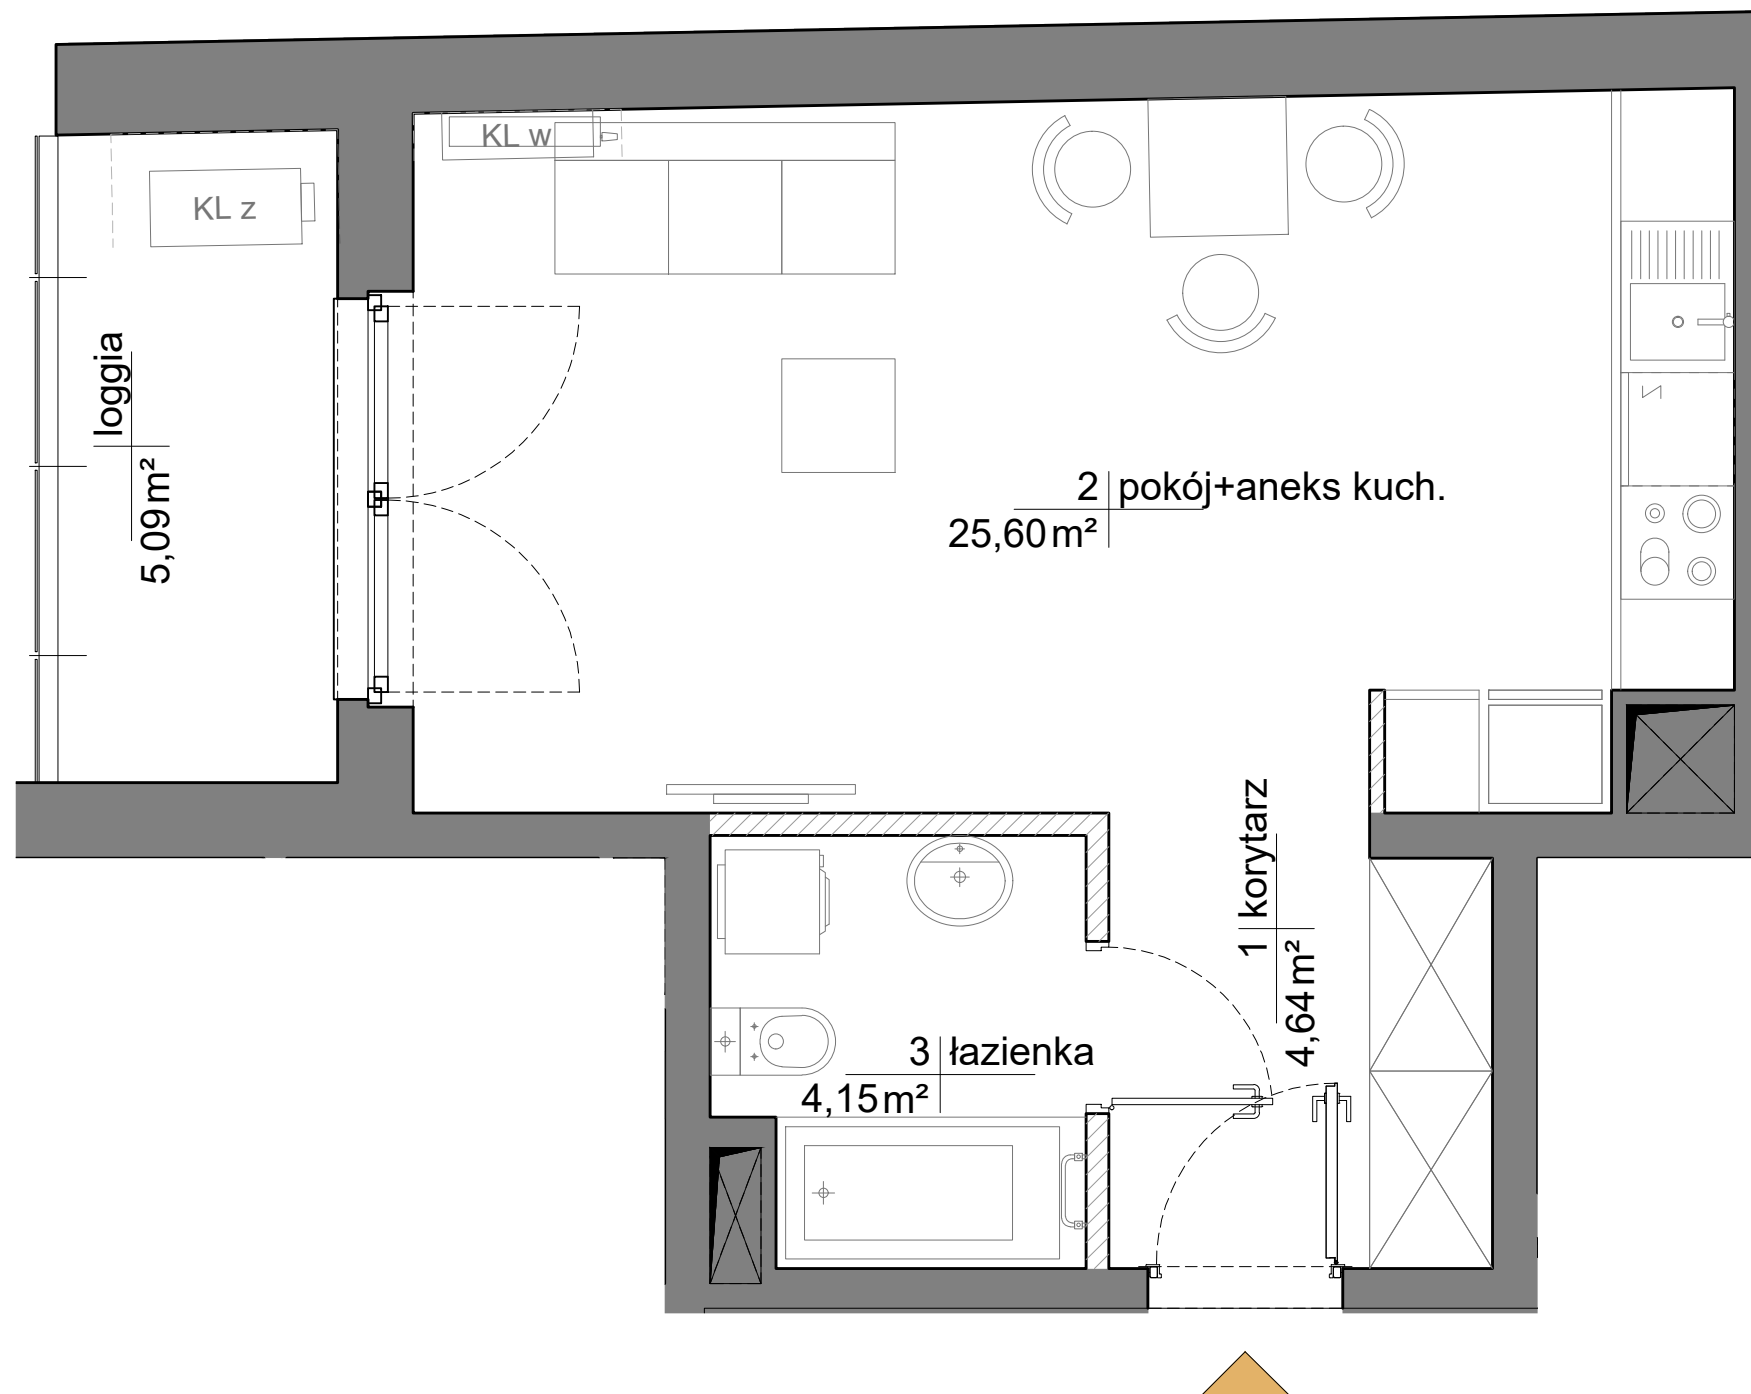 KL w
KL z
loggia
5,09 m²
2 pokój+aneks kuch.
25,60 m²
1 korytarz
4,64 m²
3 łazienka
4,15 m²